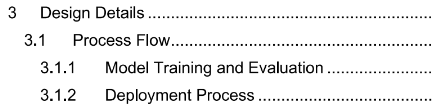 3 Design Details ........................................................
3.1 Process Flow.....................................................
3.1.1 Model Training and Evaluation .....................
3.1.2 Deployment Process ...................................